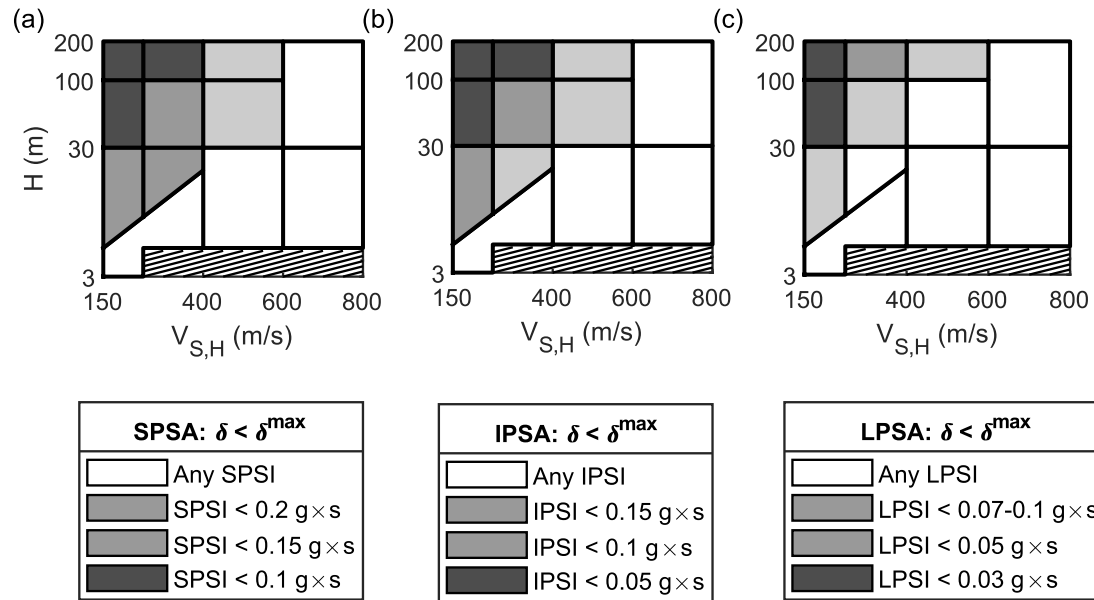 (a)
(b)
(c)
200
100
30
3
H (m)
150
400
600
800
V_S,H (m/s)
200
100
30
3
150
400
600
800
V_S,H (m/s)
200
100
30
3
150
400
600
800
V_S,H (m/s)
SPSA: δ < δ^max
Any SPSI
SPSI < 0.2 g×s
SPSI < 0.15 g×s
SPSI < 0.1 g×s
IPSA: δ < δ^max
Any IPSI
IPSI < 0.15 g×s
IPSI < 0.1 g×s
IPSI < 0.05 g×s
LPSA: δ < δ^max
Any LPSI
LPSI < 0.07-0.1 g×s
LPSI < 0.05 g×s
LPSI < 0.03 g×s